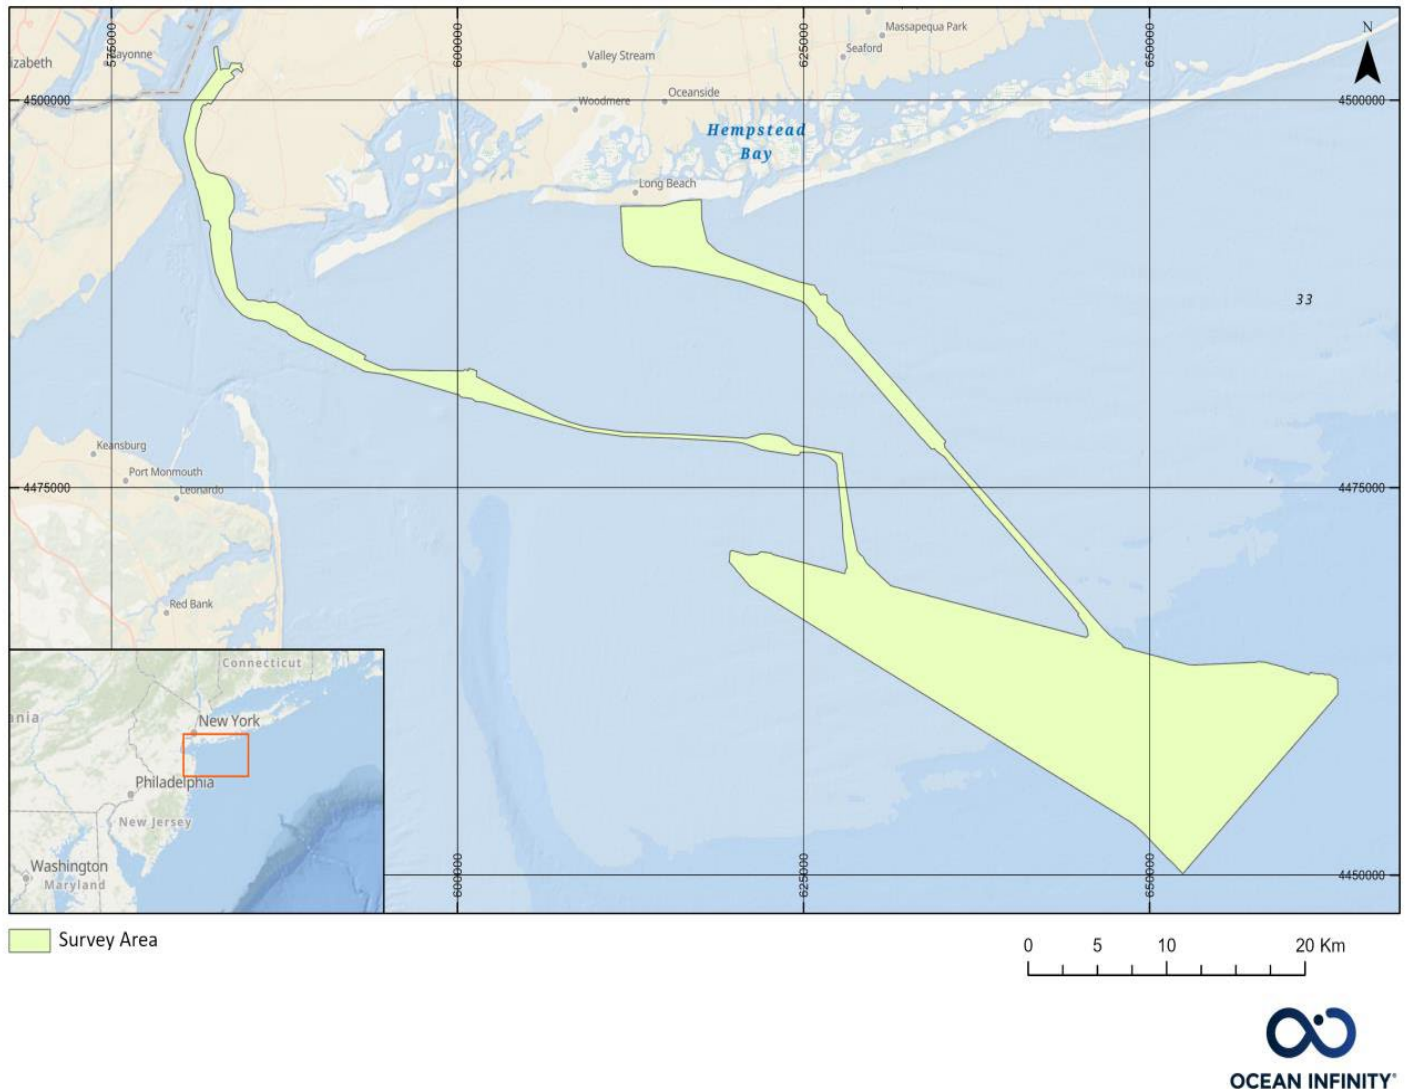 575000
600000
625000
650000
N
Massapequa Park
Bayonne
Seaford
Valley Stream
izabeth
Oceanside
4500000
4500000
Woodmere
Hempstead
Bay
Long Beach
33
Keansburg
Port Monmouth
4475000
4475000
Leonardo
Red Bank
Connecticut
ania
New York
Philadelphia
New Jersey
Washington
Maryland
600000
625000
650000
4450000
Survey Area
0 5 10 20 Km
OCEAN INFINITY®